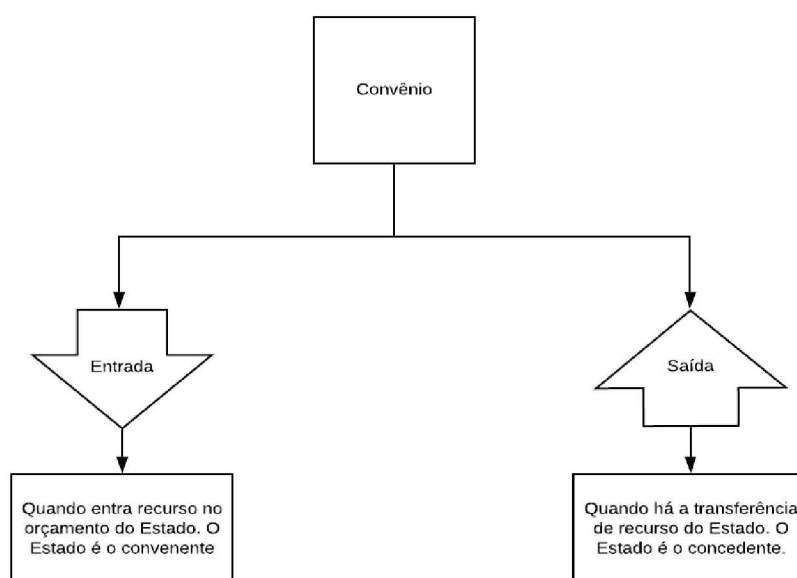 Convênio
Entrada
Saída
Quando entra recurso no
orçamento do Estado. O
Estado é o convenente
Quando há a transferência
de recurso do Estado. O
Estado é o concedente.